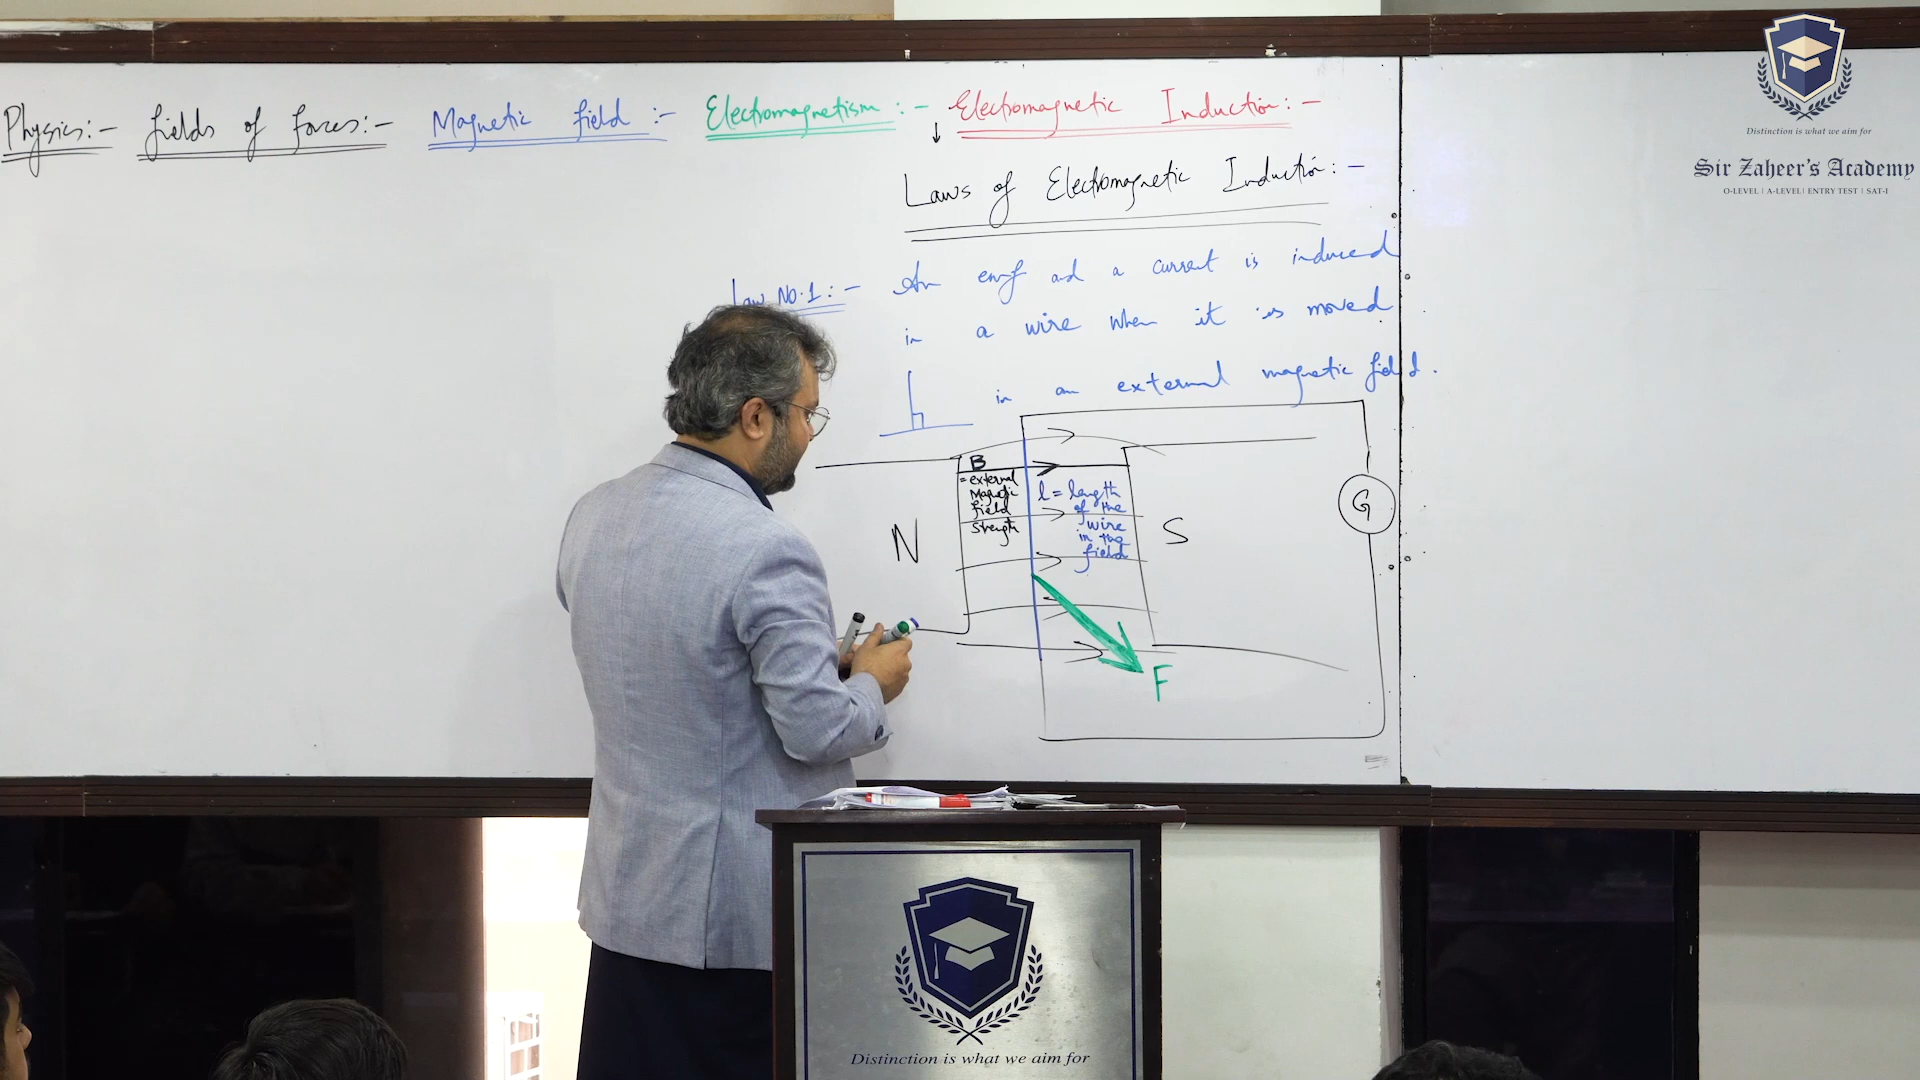 Physics:- fields of forces:- Magnetic field :- Electromagnetism :- Electromagnetic Induction:-
↓
Laws of Electromagnetic Induction:-
Law No.1:- An emf and a current is induced
in a wire when it is moved
in an external magnetic field.
B
= external
Magnetic
field
strength
l = length
of the
wire
in the
field
N
S
G
F
Distinction is what we aim for
Sir Zaheer's Academy
O-LEVEL | A-LEVEL | ENTRY TEST | SAT-I
Distinction is what we aim for